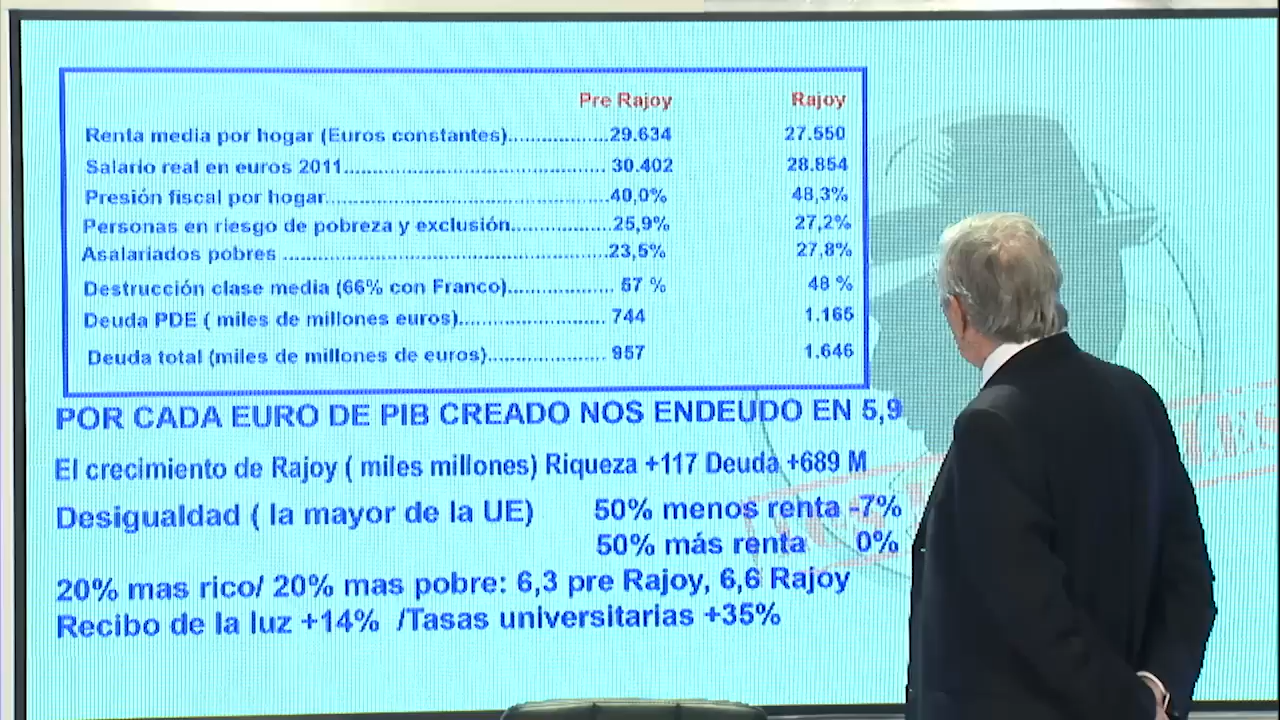 Pre Rajoy Rajoy
Renta media por hogar (Euros constantes)..................29.634 27.550
Salario real en euros 2011.............................................. 30.402 28.854
Presión fiscal por hogar..................................................40,0% 48,3%
Personas en riesgo de pobreza y exclusión..................25,9% 27,2%
Asalariados pobres .........................................................23,5% 27,8%
Destrucción clase media (66% con Franco)................... 57 % 48 %
Deuda PDE ( miles de millones euros).......................... 744 1.165
Deuda total (miles de millones de euros)..................... 957 1.646
POR CADA EURO DE PIB CREADO NOS ENDEUDO EN 5,9
El crecimiento de Rajoy ( miles millones) Riqueza +117 Deuda +689 M
Desigualdad ( la mayor de la UE) 50% menos renta -7%
50% más renta 0%
20% mas rico/ 20% mas pobre: 6,3 pre Rajoy, 6,6 Rajoy
Recibo de la luz +14% /Tasas universitarias +35%